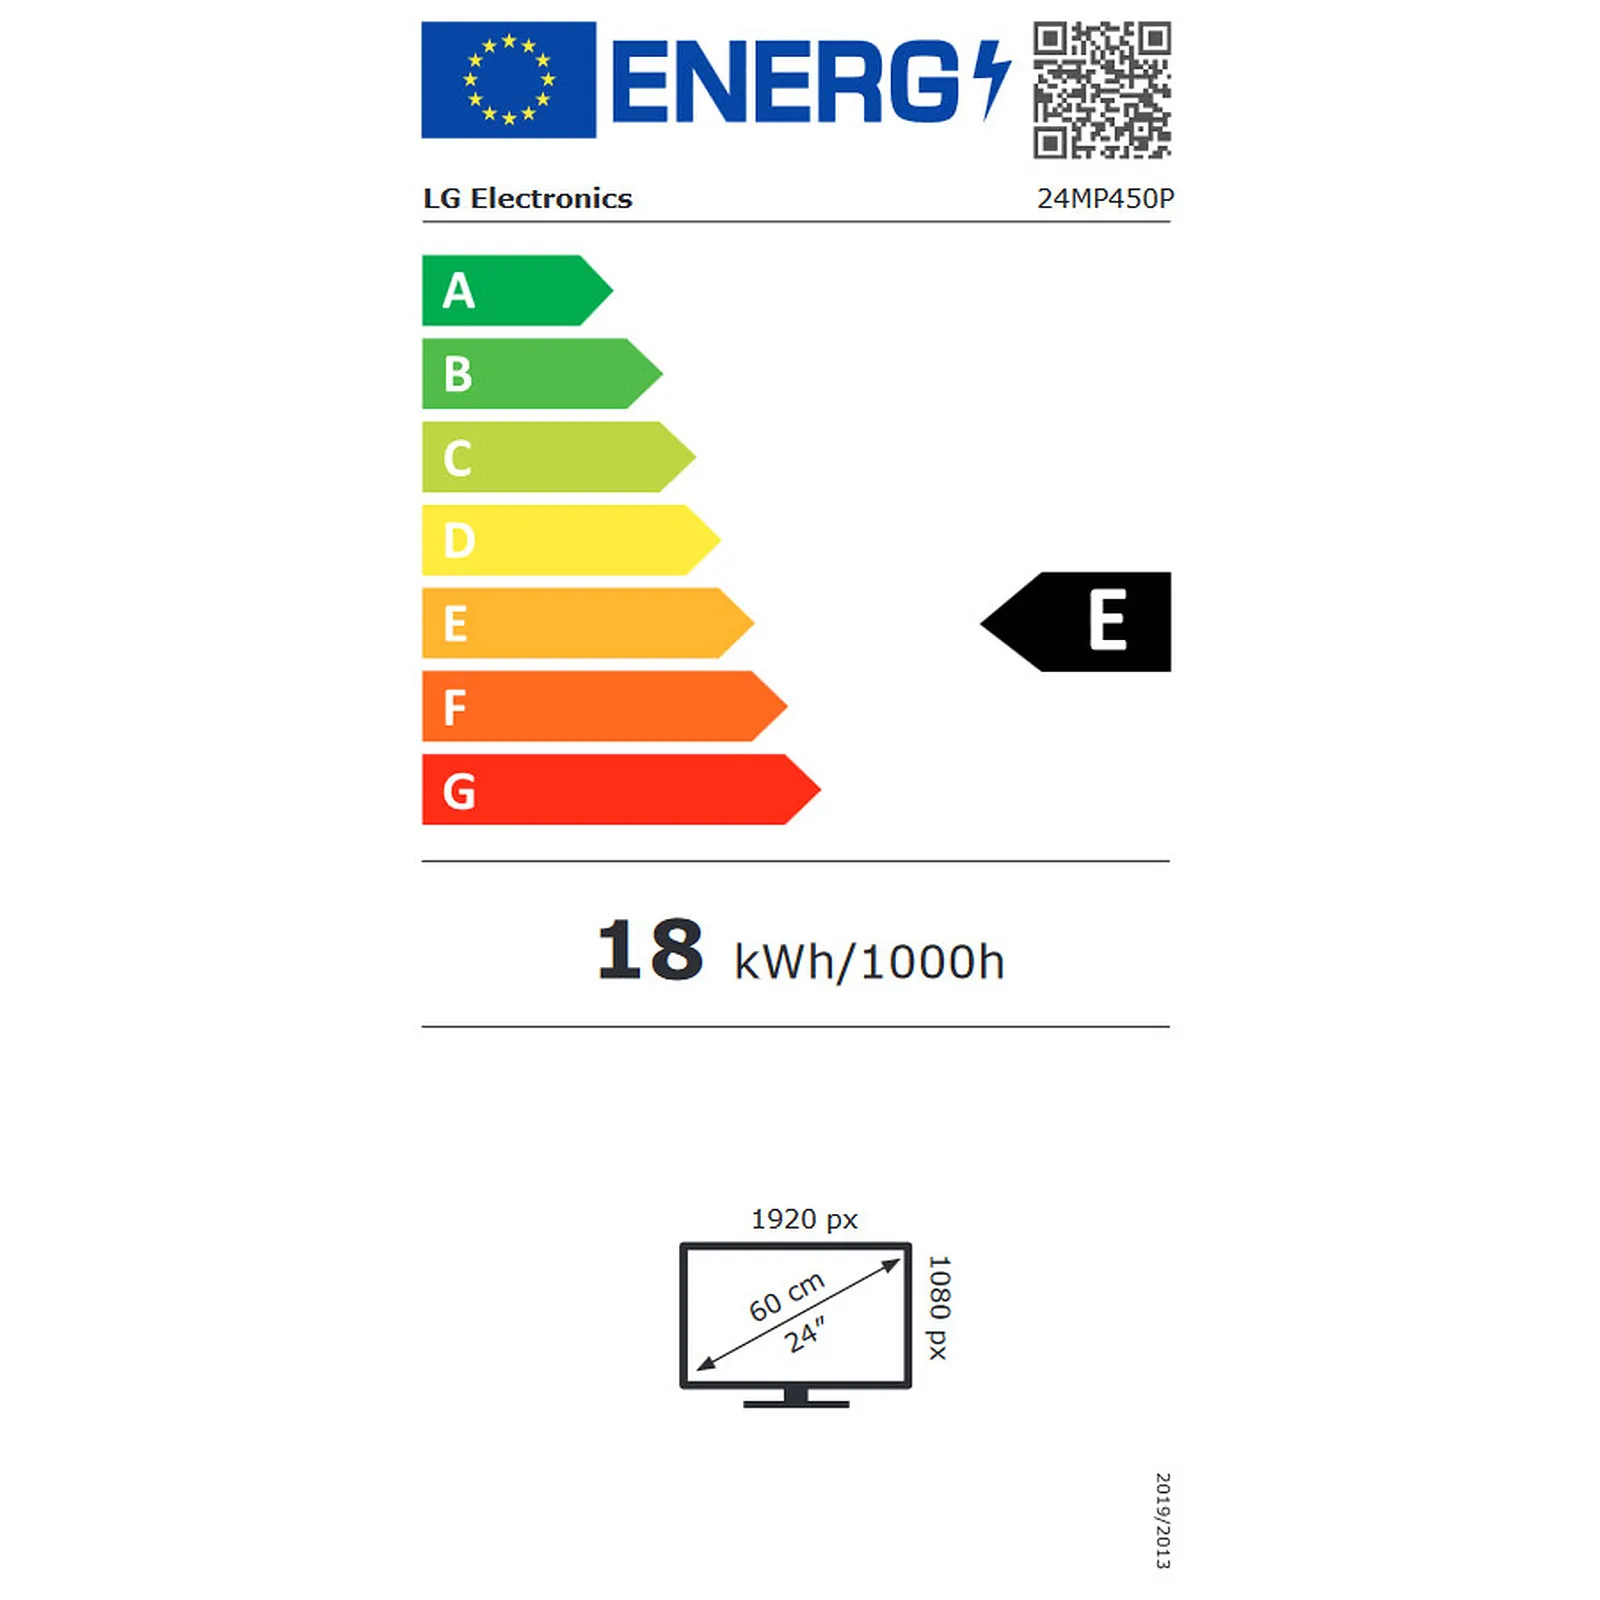 ENERG
LG Electronics 24MP450P
A
B
C
D
E
E
F
G
18 kWh/1000h
1920 px
60 cm
24"
1080 px
2019/2013